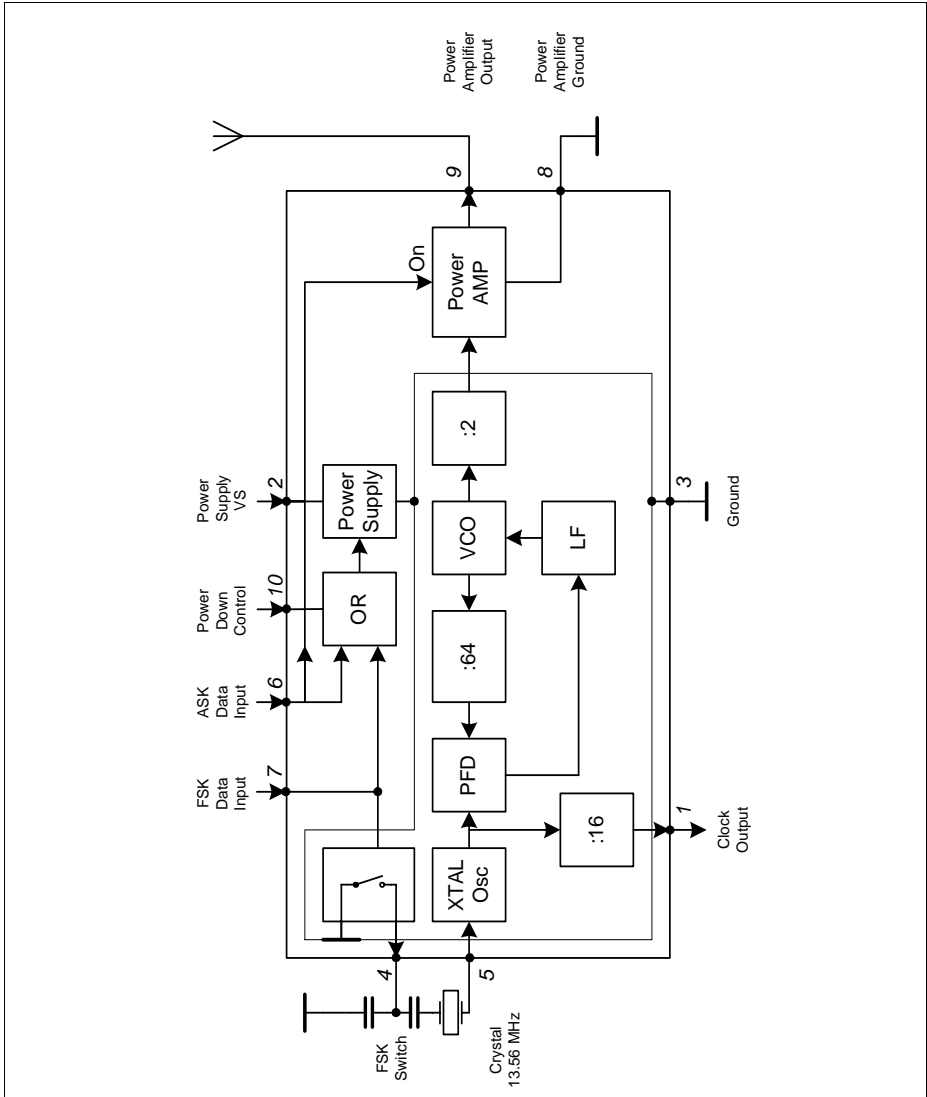 Power
Amplifier
Output
Power
Amplifier
Ground
9
8
On
Power
AMP
:2
Power
Supply
VS
2
Power
Supply
VCO
LF
3
Ground
Power
Down
Control
10
OR
:64
ASK
Data
Input
6
FSK
Data
Input
7
PFD
:16
1
Clock
Output
XTAL
Osc
4
5
FSK
Switch
Crystal
13.56 MHz